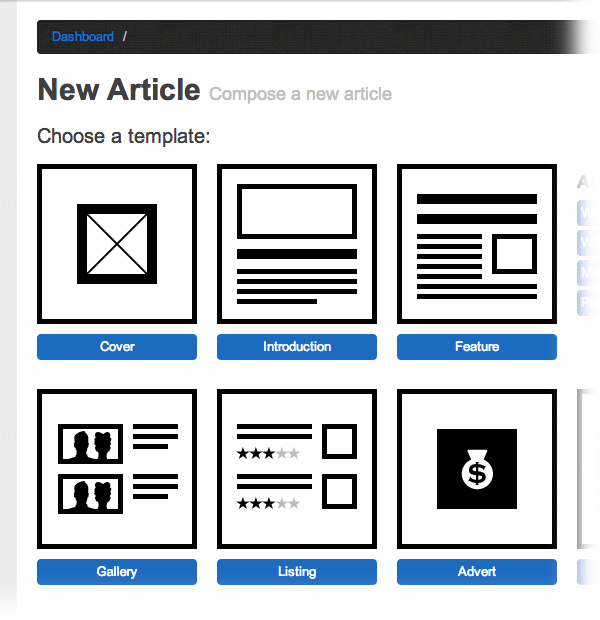 Dashboard /
New Article Compose a new article
Choose a template:
Cover Introduction Feature
$
Gallery Listing Advert